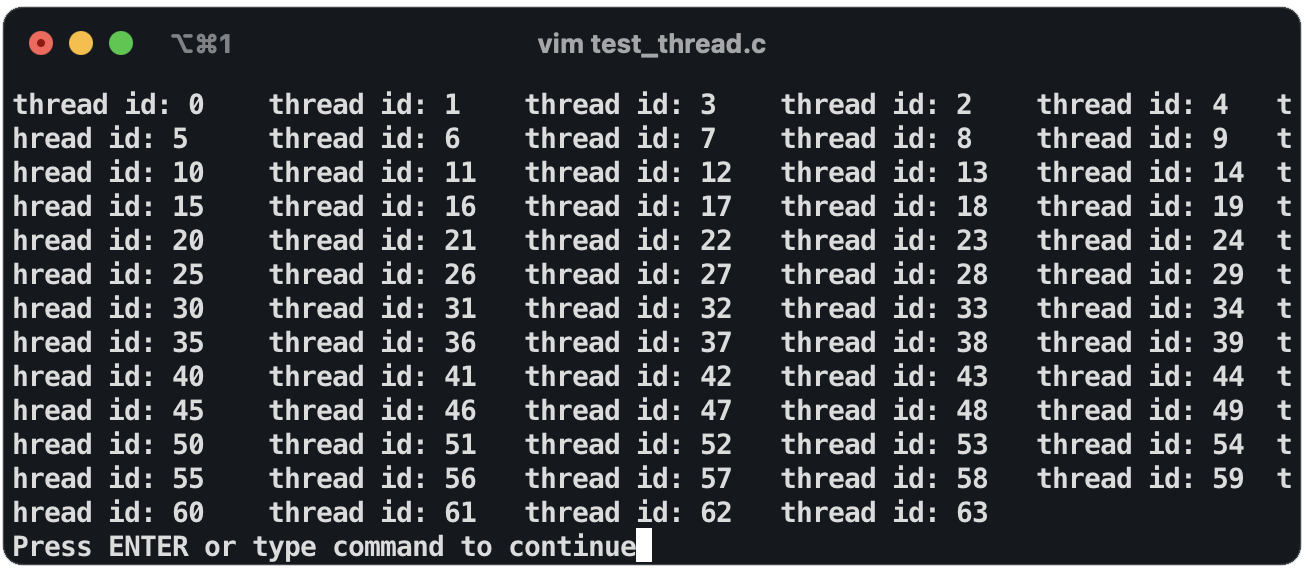 ⌥⌘1 vim test_thread.c
thread id: 0 thread id: 1 thread id: 3 thread id: 2 thread id: 4 t
hread id: 5 thread id: 6 thread id: 7 thread id: 8 thread id: 9 t
hread id: 10 thread id: 11 thread id: 12 thread id: 13 thread id: 14 t
hread id: 15 thread id: 16 thread id: 17 thread id: 18 thread id: 19 t
hread id: 20 thread id: 21 thread id: 22 thread id: 23 thread id: 24 t
hread id: 25 thread id: 26 thread id: 27 thread id: 28 thread id: 29 t
hread id: 30 thread id: 31 thread id: 32 thread id: 33 thread id: 34 t
hread id: 35 thread id: 36 thread id: 37 thread id: 38 thread id: 39 t
hread id: 40 thread id: 41 thread id: 42 thread id: 43 thread id: 44 t
hread id: 45 thread id: 46 thread id: 47 thread id: 48 thread id: 49 t
hread id: 50 thread id: 51 thread id: 52 thread id: 53 thread id: 54 t
hread id: 55 thread id: 56 thread id: 57 thread id: 58 thread id: 59 t
hread id: 60 thread id: 61 thread id: 62 thread id: 63
Press ENTER or type command to continue